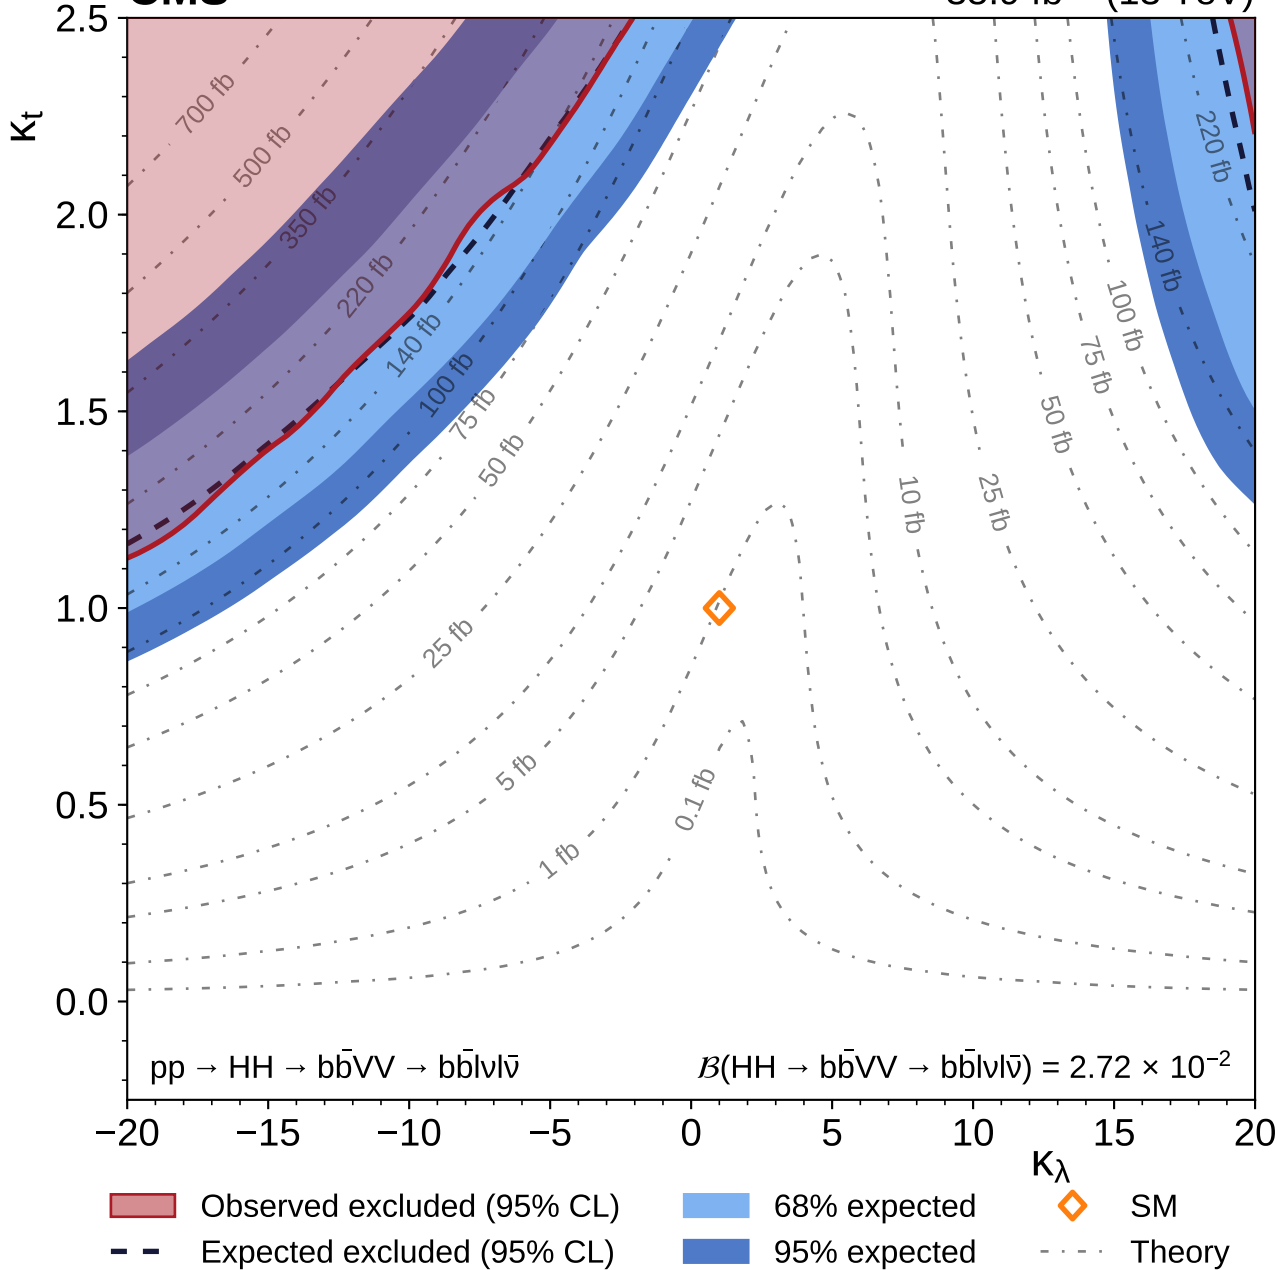 2.5
κt
700 fb
500 fb
350 fb
220 fb
140 fb
100 fb
75 fb
50 fb
25 fb
5 fb
1 fb
0.1 fb
10 fb
25 fb
50 fb
75 fb
100 fb
140 fb
220 fb
2.0
1.5
1.0
0.5
0.0
pp → HH → bb̄VV → bb̄lνlν̄
ℬ(HH → bb̄VV → bb̄lνlν̄) = 2.72 × 10⁻²
−20 −15 −10 −5 0 5 10 15 20
κλ
Observed excluded (95% CL) 68% expected SM
Expected excluded (95% CL) 95% expected Theory